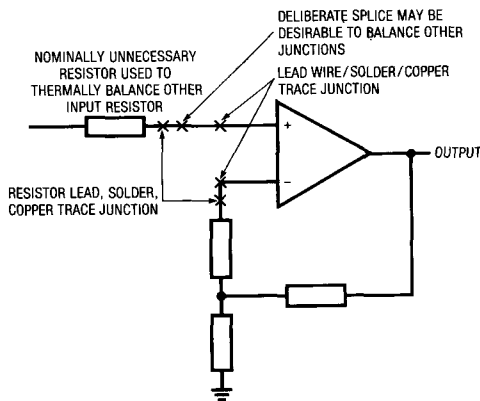 DELIBERATE SPLICE MAY BE
DESIRABLE TO BALANCE OTHER
JUNCTIONS
NOMINALLY UNNECESSARY
RESISTOR USED TO
THERMALLY BALANCE OTHER
INPUT RESISTOR
LEAD WIRE/SOLDER/COPPER
TRACE JUNCTION
+
−
OUTPUT
RESISTOR LEAD, SOLDER,
COPPER TRACE JUNCTION